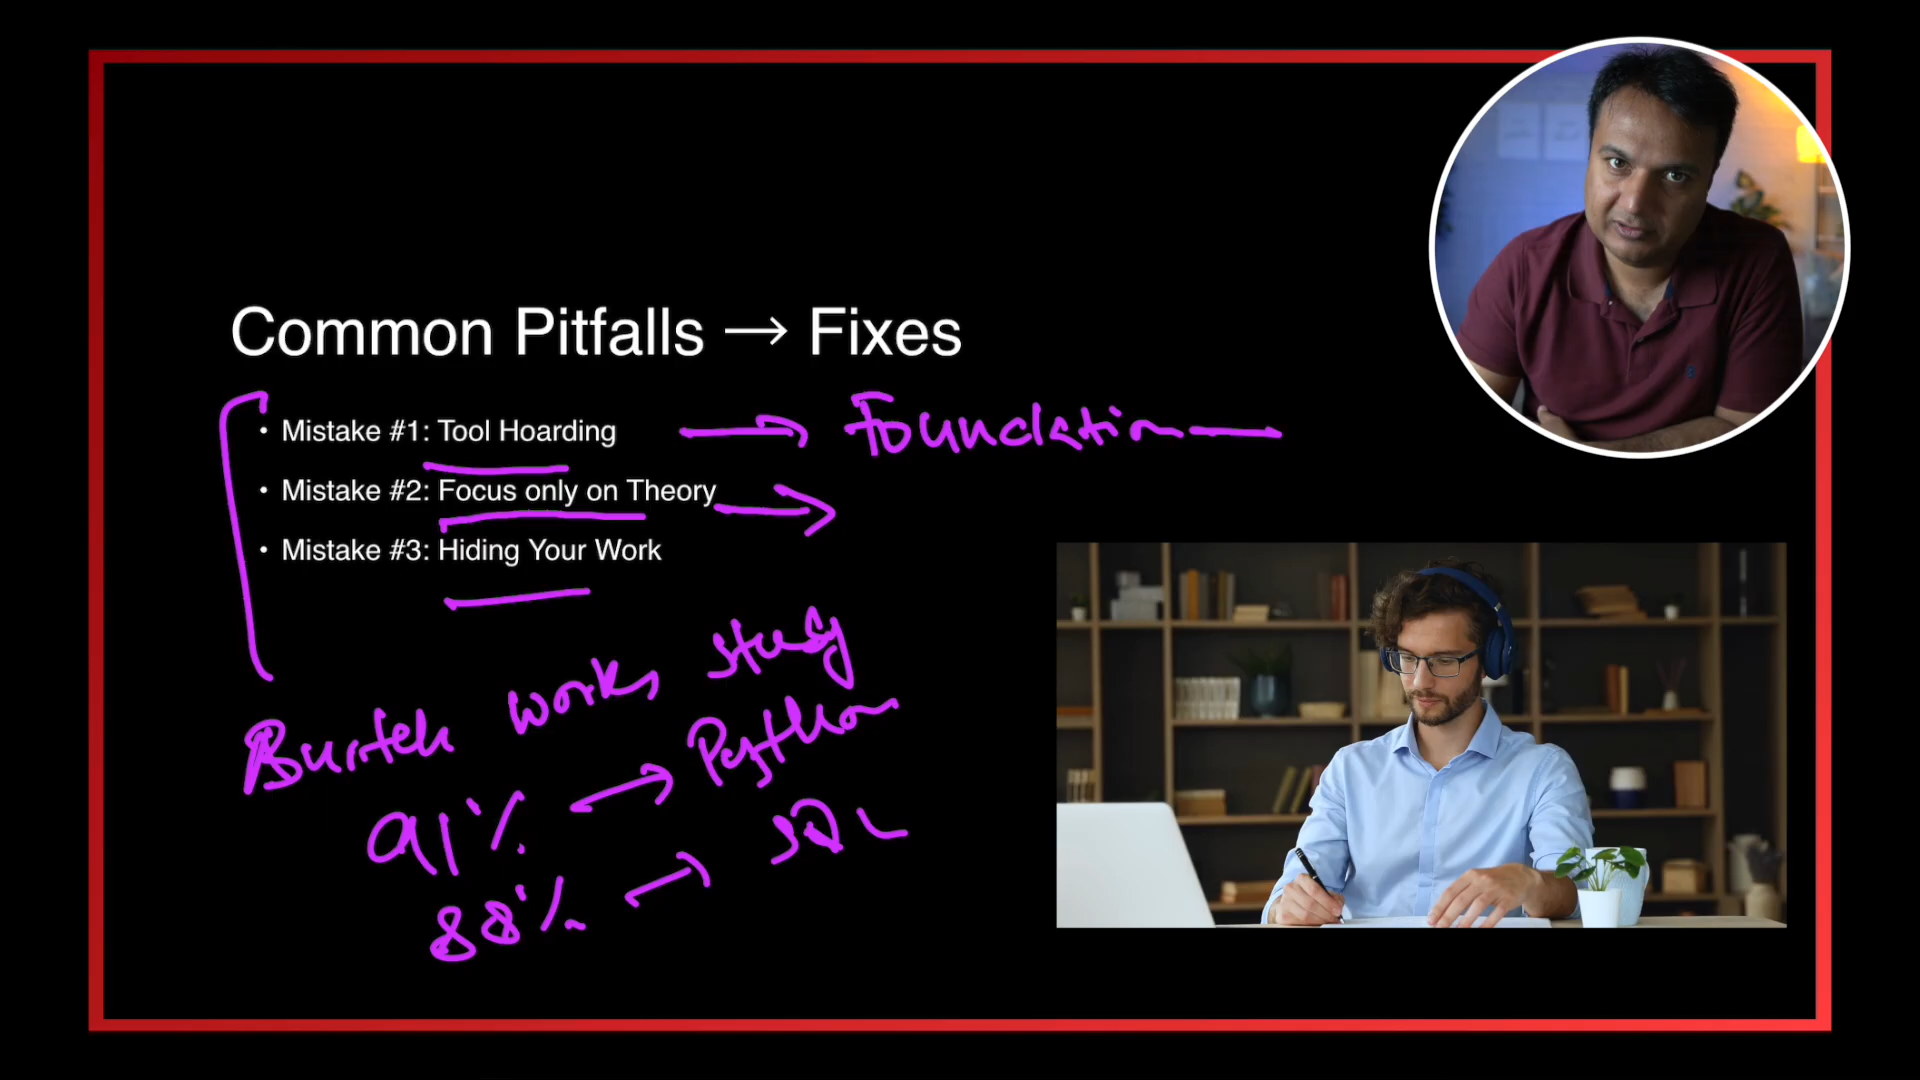 Common Pitfalls → Fixes
• Mistake #1: Tool Hoarding → Foundation
• Mistake #2: Focus only on Theory →
• Mistake #3: Hiding Your Work
Burtch works study
91% → Python
88% → SQL